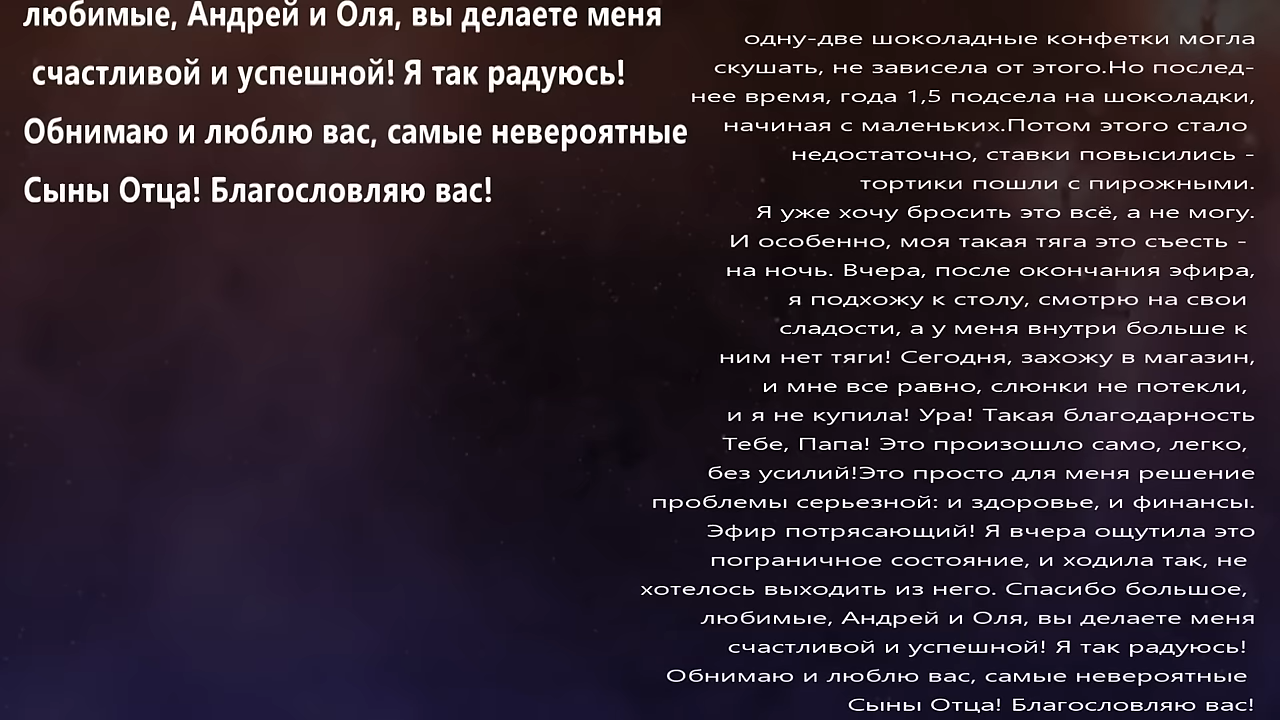 любимые, Андрей и Оля, вы делаете меня
счастливой и успешной! Я так радуюсь!
Обнимаю и люблю вас, самые невероятные
Сыны Отца! Благословляю вас!
одну-две шоколадные конфетки могла
скушать, не зависела от этого.Но послед-
нее время, года 1,5 подсела на шоколадки,
начиная с маленьких.Потом этого стало
недостаточно, ставки повысились -
тортики пошли с пирожными.
Я уже хочу бросить это всё, а не могу.
И особенно, моя такая тяга это съесть -
на ночь. Вчера, после окончания эфира,
я подхожу к столу, смотрю на свои
сладости, а у меня внутри больше к
ним нет тяги! Сегодня, захожу в магазин,
и мне все равно, слюнки не потекли,
и я не купила! Ура! Такая благодарность
Тебе, Папа! Это произошло само, легко,
без усилий!Это просто для меня решение
проблемы серьезной: и здоровье, и финансы.
Эфир потрясающий! Я вчера ощутила это
пограничное состояние, и ходила так, не
хотелось выходить из него. Спасибо большое,
любимые, Андрей и Оля, вы делаете меня
счастливой и успешной! Я так радуюсь!
Обнимаю и люблю вас, самые невероятные
Сыны Отца! Благословляю вас!